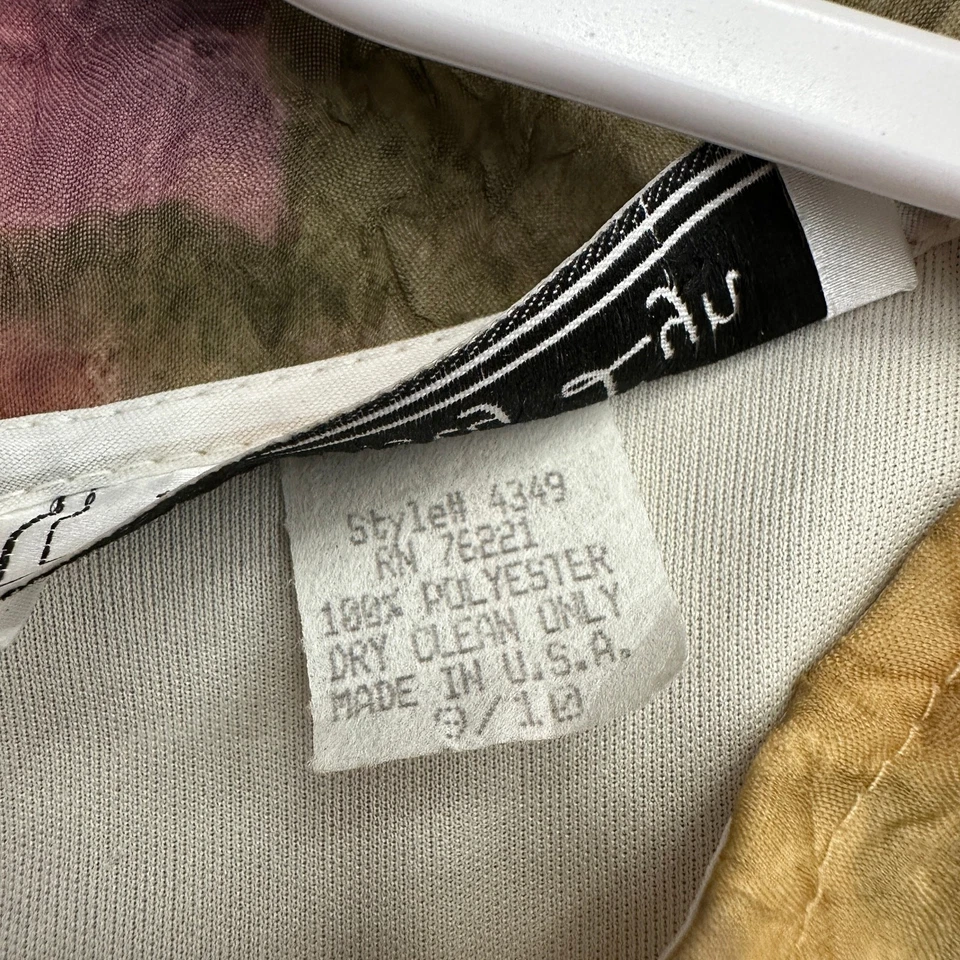 Style# 4349
RN 76221
100% POLYESTER
DRY CLEAN ONLY
MADE IN U.S.A.
9/10